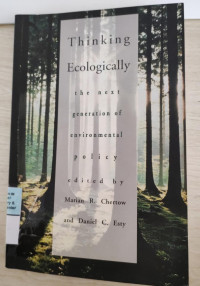 Thinking
Ecologically
the next
generation of
environmental
policy
edited by
Marian R. Chertow
and Daniel C. Esty